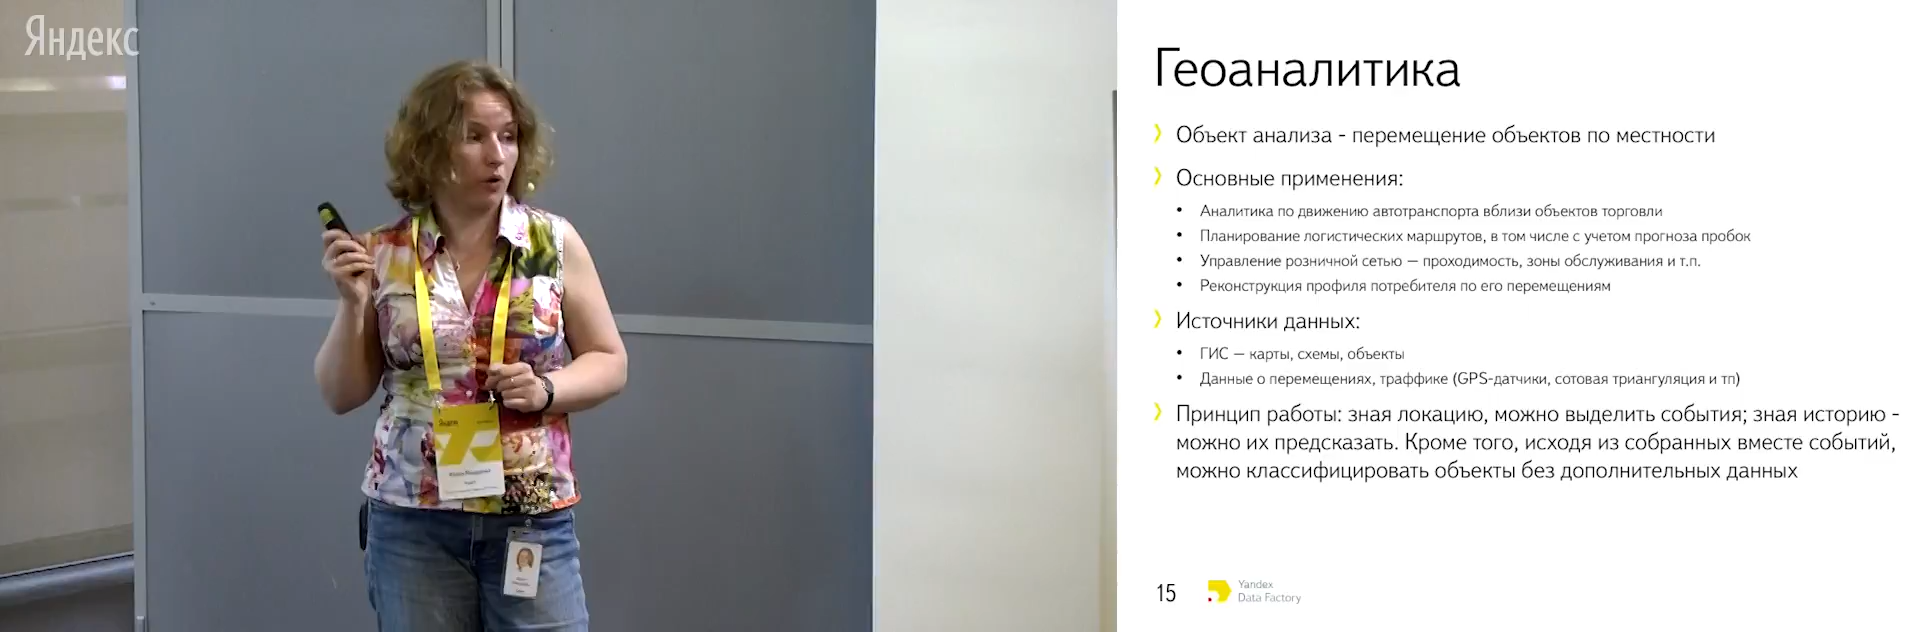 Яндекс
Геоаналитика
Объект анализа - перемещение объектов по местности
Основные применения:
• Аналитика по движению автотранспорта вблизи объектов торговли
• Планирование логистических маршрутов, в том числе с учетом прогноза пробок
• Управление розничной сетью — проходимость, зоны обслуживания и т.п.
• Реконструкция профиля потребителя по его перемещениям
Источники данных:
• ГИС — карты, схемы, объекты
• Данные о перемещениях, траффике (GPS-датчики, сотовая триангуляция и тп)
Принцип работы: зная локацию, можно выделить события; зная историю -
можно их предсказать. Кроме того, исходя из собранных вместе событий,
можно классифицировать объекты без дополнительных данных
15
Yandex
Data Factory
Яндекс